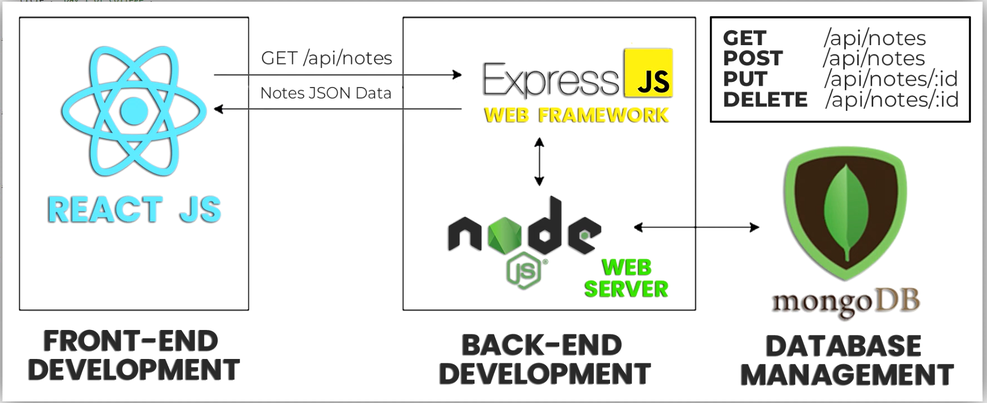 GET /api/notes
Notes JSON Data
REACT JS
FRONT-END
DEVELOPMENT
Express JS
WEB FRAMEWORK
node
JS
WEB
SERVER
BACK-END
DEVELOPMENT
GET /api/notes
POST /api/notes
PUT /api/notes/:id
DELETE /api/notes/:id
mongoDB
DATABASE
MANAGEMENT